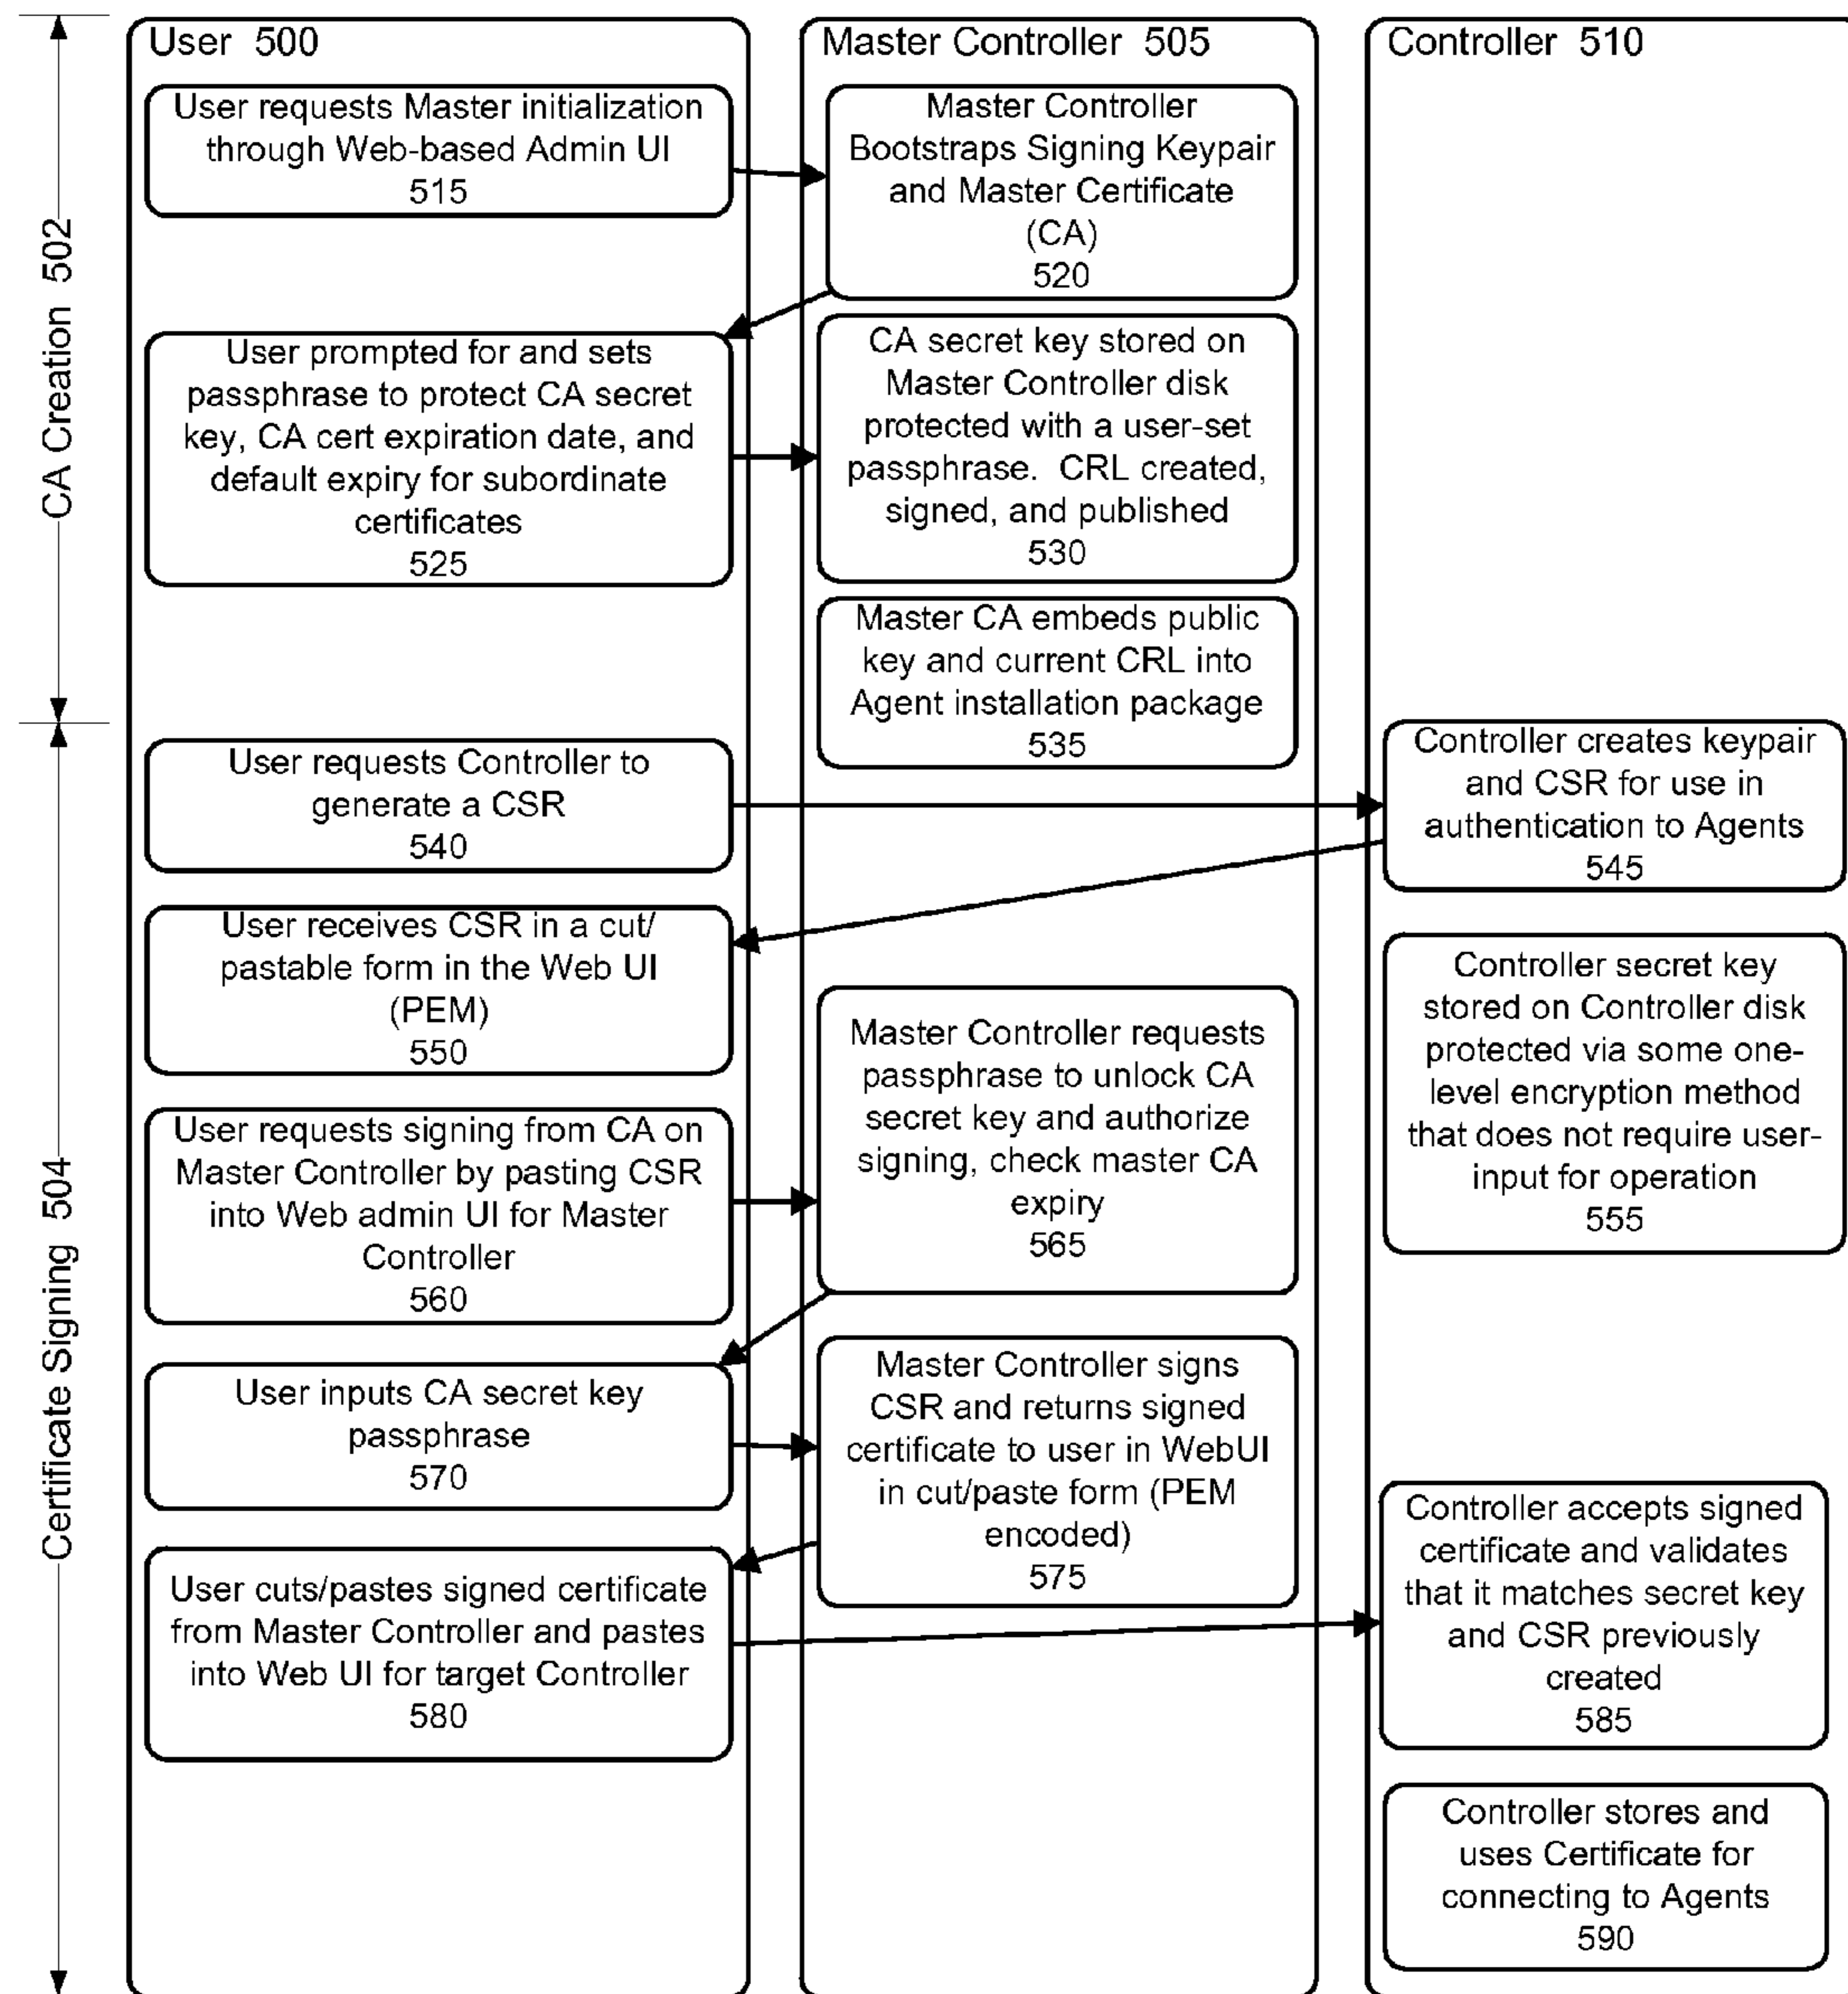 CA Creation 502
Certificate Signing 504
User 500
User requests Master initialization
through Web-based Admin UI
515
User prompted for and sets
passphrase to protect CA secret
key, CA cert expiration date, and
default expiry for subordinate
certificates
525
User requests Controller to
generate a CSR
540
User receives CSR in a cut/
pastable form in the Web UI
(PEM)
550
User requests signing from CA on
Master Controller by pasting CSR
into Web admin UI for Master
Controller
560
User inputs CA secret key
passphrase
570
User cuts/pastes signed certificate
from Master Controller and pastes
into Web UI for target Controller
580
Master Controller 505
Master Controller
Bootstraps Signing Keypair
and Master Certificate
(CA)
520
CA secret key stored on
Master Controller disk
protected with a user-set
passphrase. CRL created,
signed, and published
530
Master CA embeds public
key and current CRL into
Agent installation package
535
Master Controller requests
passphrase to unlock CA
secret key and authorize
signing, check master CA
expiry
565
Master Controller signs
CSR and returns signed
certificate to user in WebUI
in cut/paste form (PEM
encoded)
575
Controller 510
Controller creates keypair
and CSR for use in
authentication to Agents
545
Controller secret key
stored on Controller disk
protected via some one-
level encryption method
that does not require user-
input for operation
555
Controller accepts signed
certificate and validates
that it matches secret key
and CSR previously
created
585
Controller stores and
uses Certificate for
connecting to Agents
590